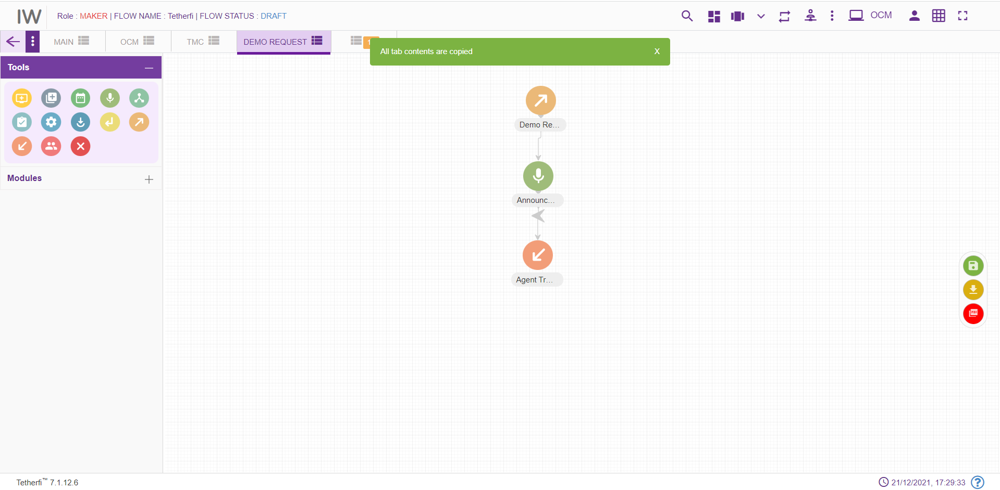 IW
Role : MAKER | FLOW NAME : Tetherfi | FLOW STATUS : DRAFT
OCM
MAIN
OCM
TMC
DEMO REQUEST
All tab contents are copied X
Tools
Demo Re...
Modules
Announc...
Agent Tr...
PDF
Tetherfi™ 7.1.12.6
21/12/2021, 17:29:33
?